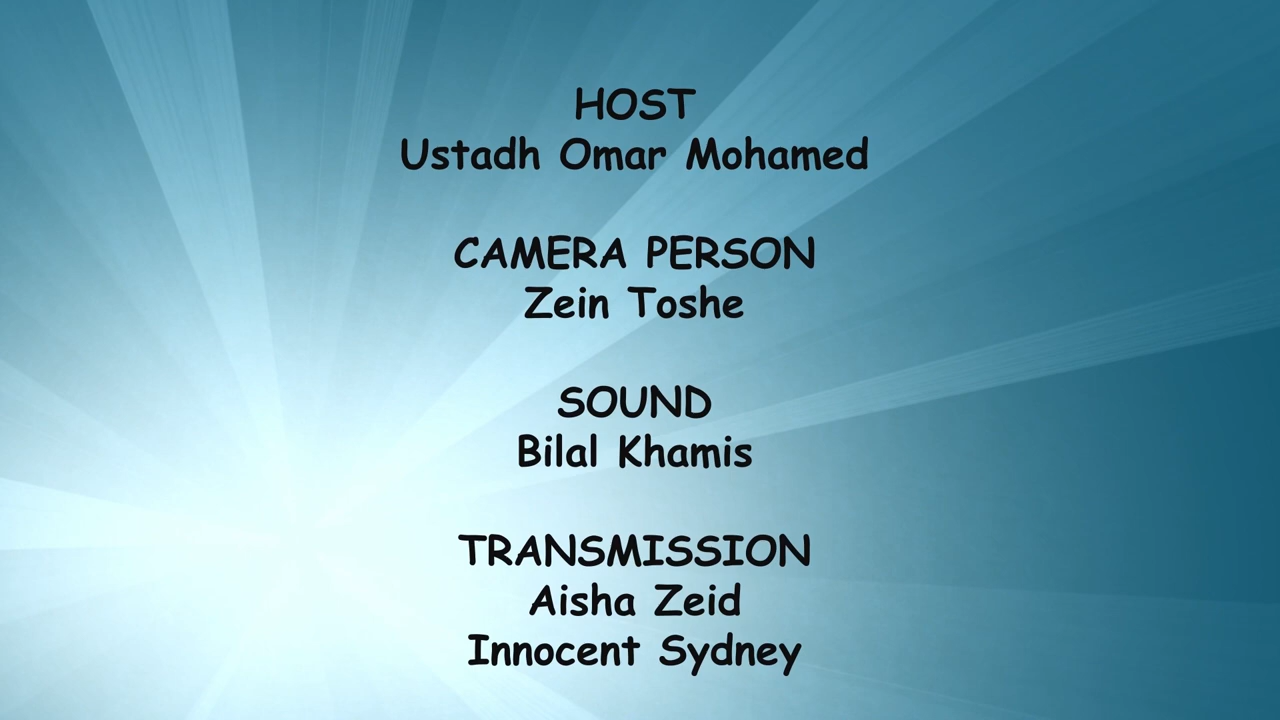 HOST
Ustadh Omar Mohamed
CAMERA PERSON
Zein Toshe
SOUND
Bilal Khamis
TRANSMISSION
Aisha Zeid
Innocent Sydney